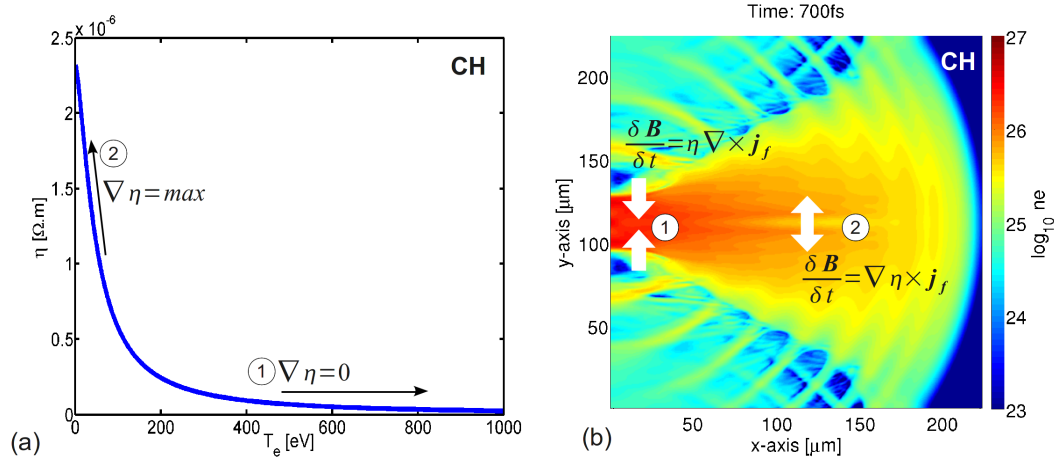 x 10⁻⁶
2.5
2
1.5
1
0.5
0
η [Ω.m]
CH
② ∇η=max
① ∇η=0
0 200 400 600 800 1000
T_e [eV]
(a)
Time: 700fs
200
150
100
50
y-axis [µm]
CH
δB/δt=η∇×j_f
①
②
δB/δt=∇η×j_f
50 100 150 200
x-axis [µm]
(b)
27
26
25
24
23
log₁₀ ne